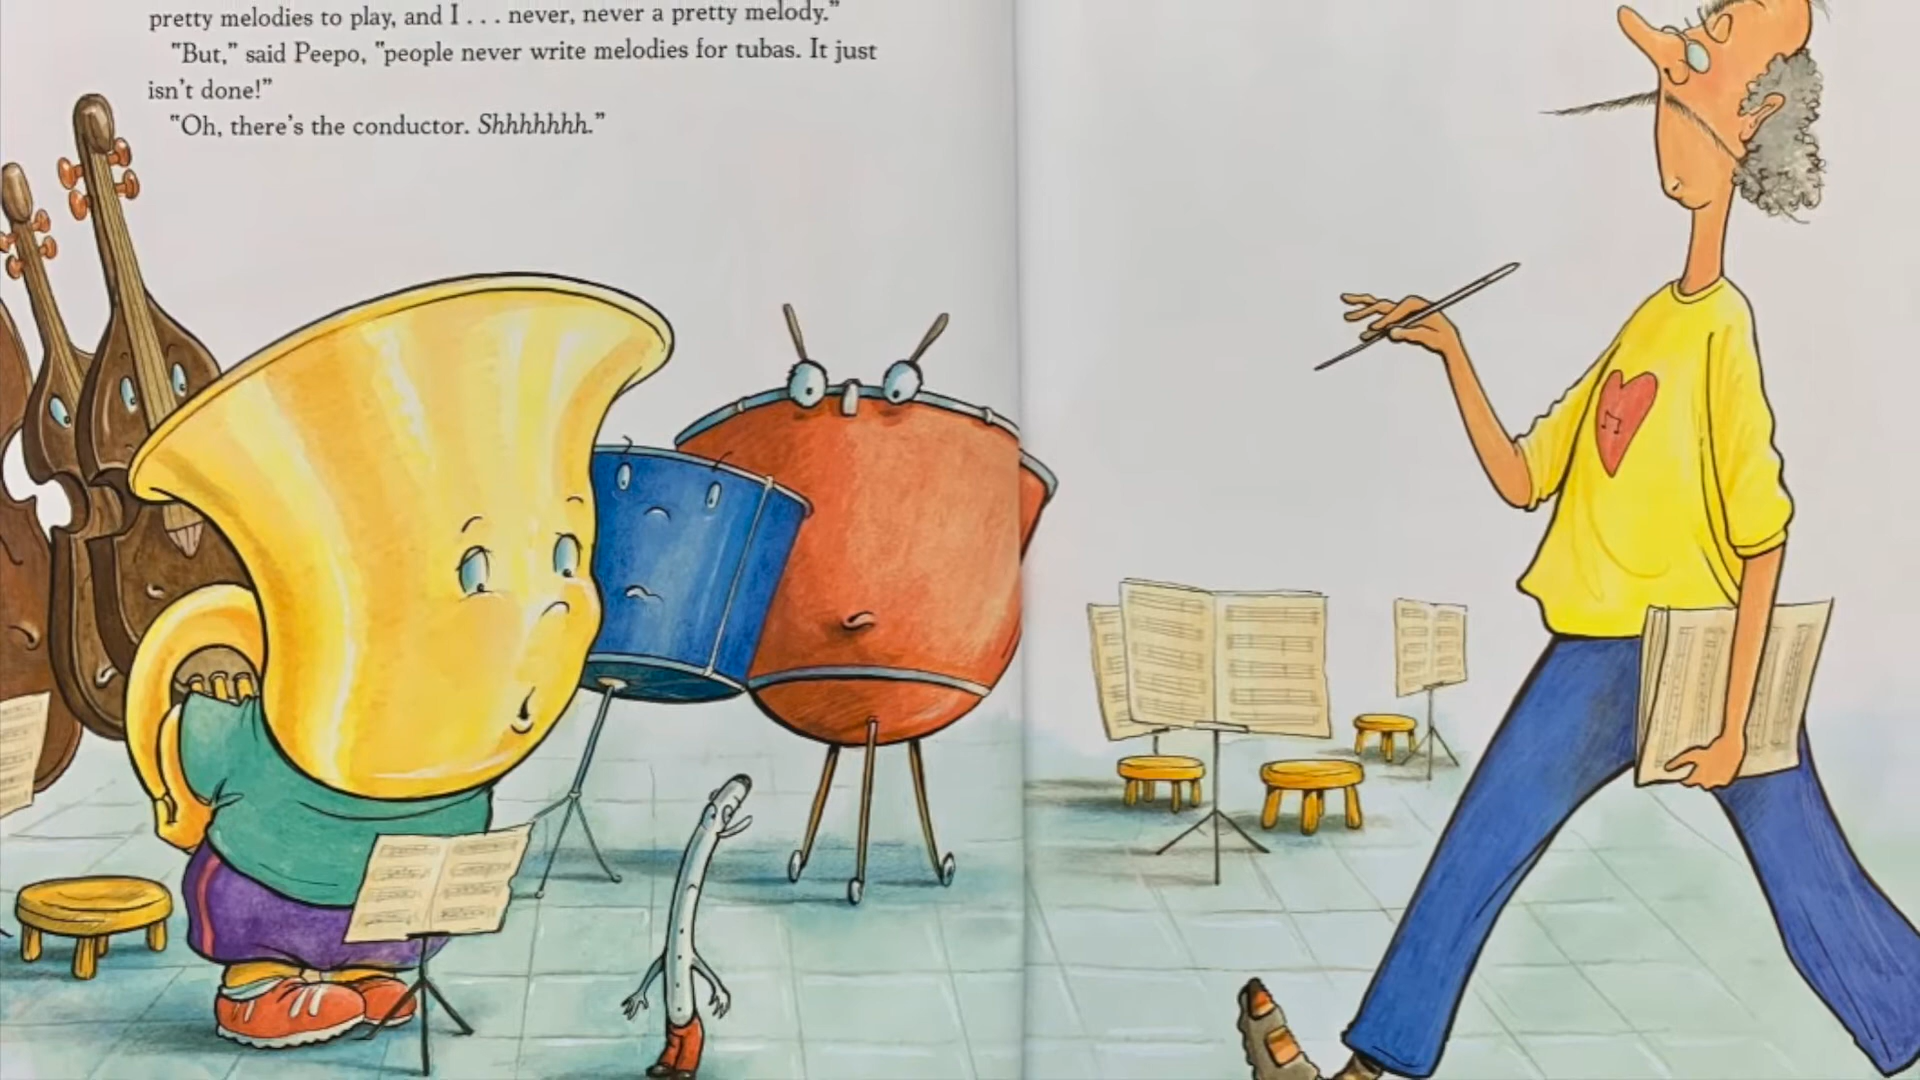 pretty melodies to play, and I . . . never, never a pretty melody.”
“But,” said Peepo, “people never write melodies for tubas. It just
isn’t done!”
“Oh, there’s the conductor. Shhhhhhh.”